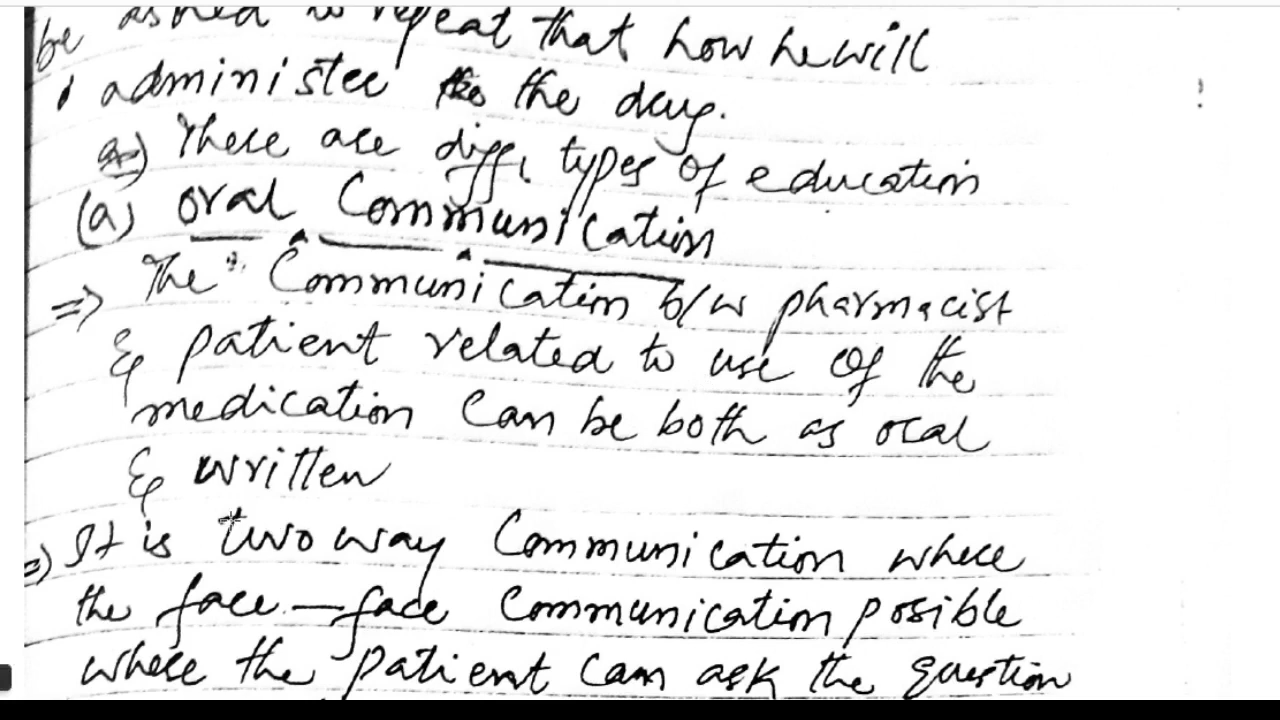 be asked to repeat that how he will
administer the drug.
There are diff. types of education
(a) oral Communication
=> The Communication b/w pharmacist
& patient related to use of the
medication can be both as oral
& written
=> It is two way Communication where
the face - face Communication posible
where the patient can ask the question